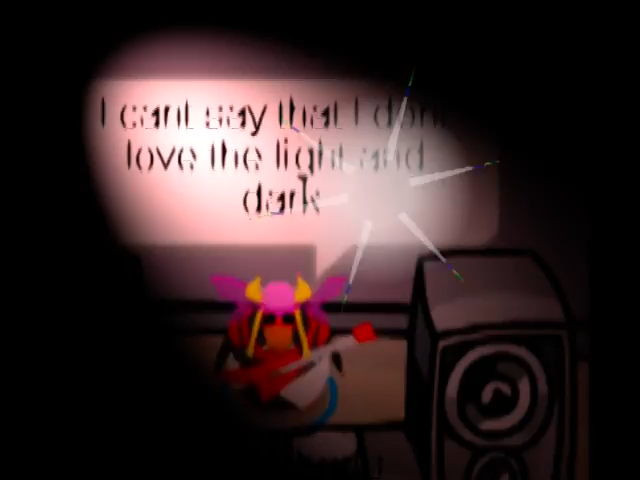 I cant say that I dont
love the light and
dark